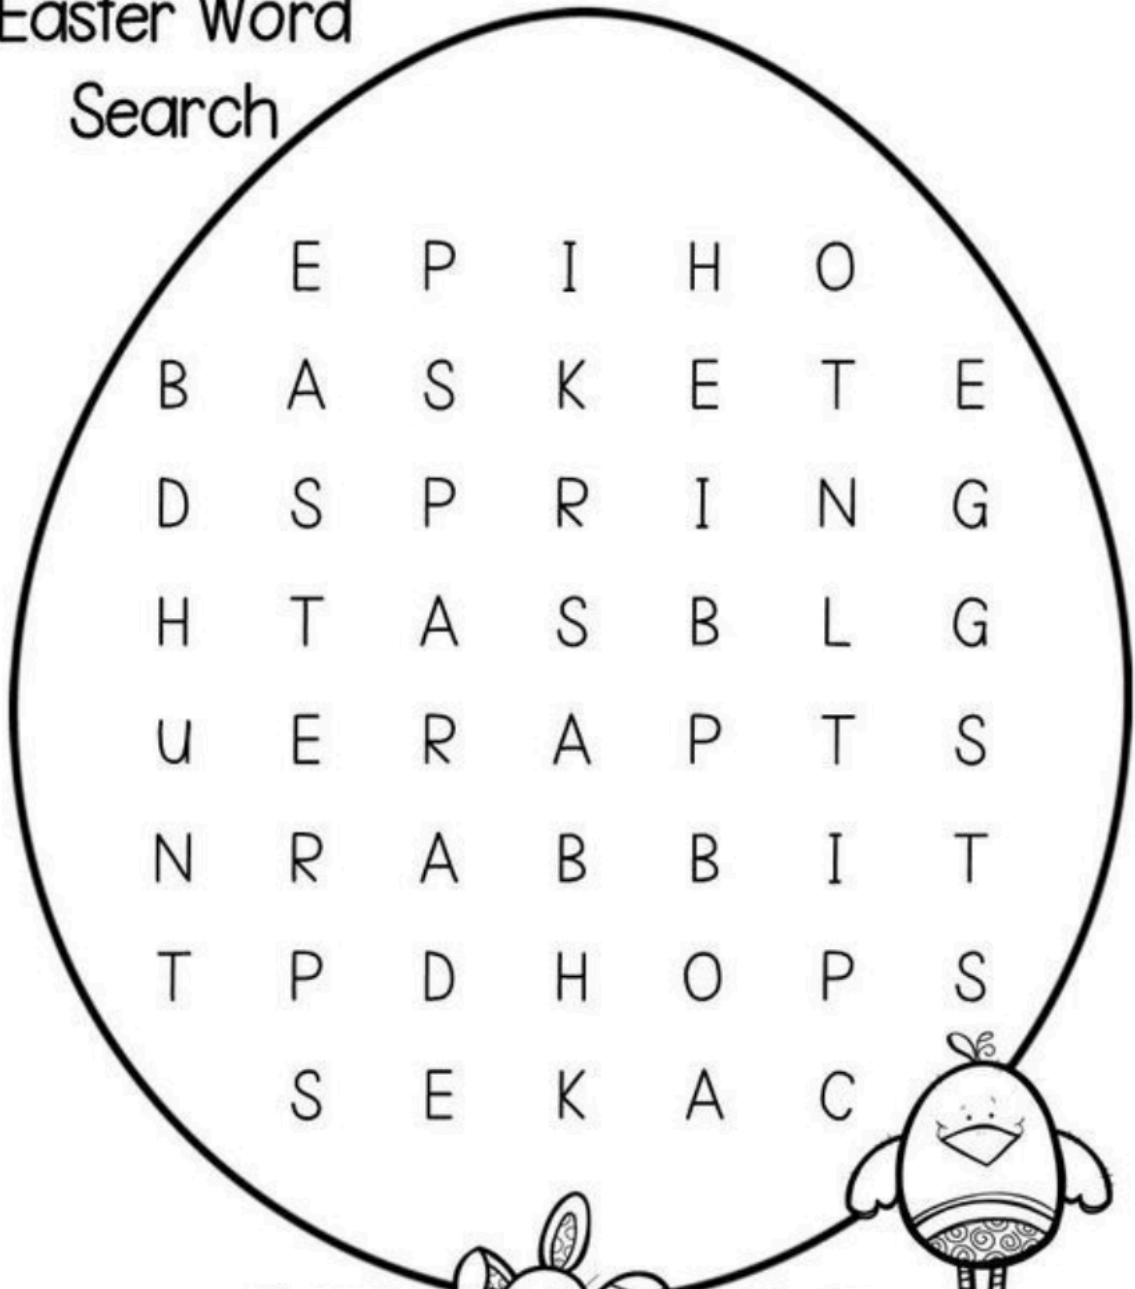 Easter Word
Search
E P I H O
B A S K E T E
D S P R I N G
H T A S B L G
U E R A P T S
N R A B B I T
T P D H O P S
S E K A C